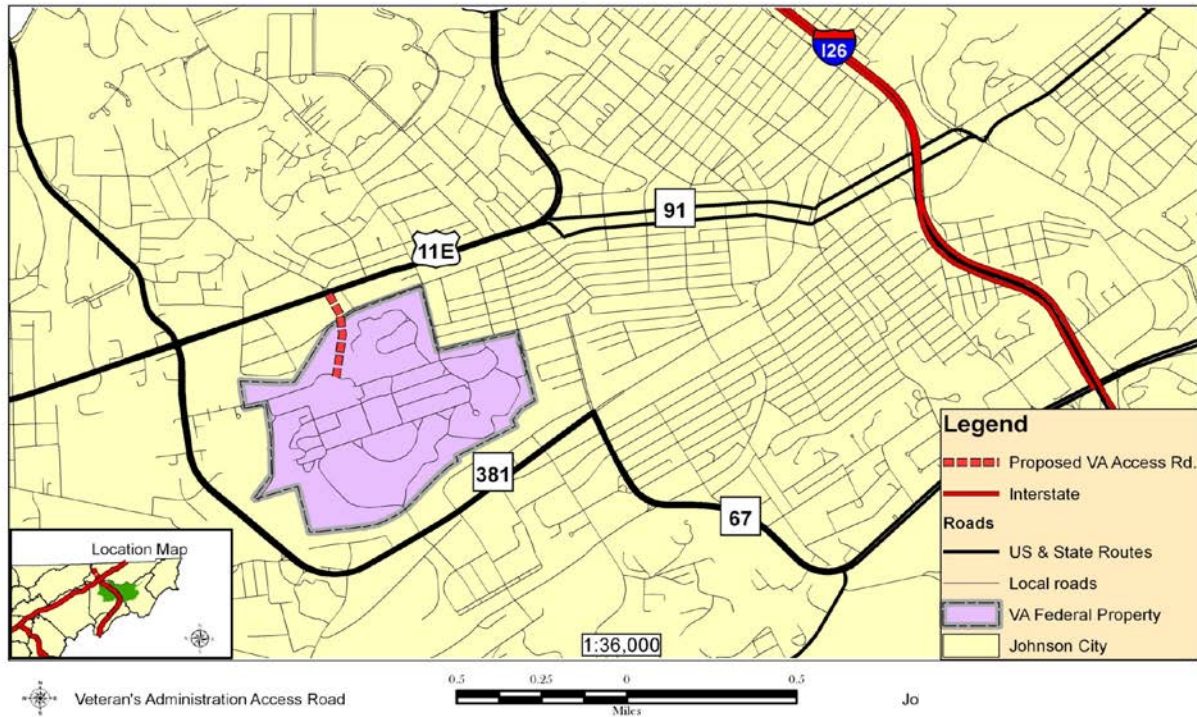 I26
91
11E
381
67
1:36,000
Location Map
Legend
Proposed VA Access Rd.
Interstate
Roads
US & State Routes
Local roads
VA Federal Property
Johnson City
Veteran's Administration Access Road
0.5 0.25 0 0.5
Miles
Jo